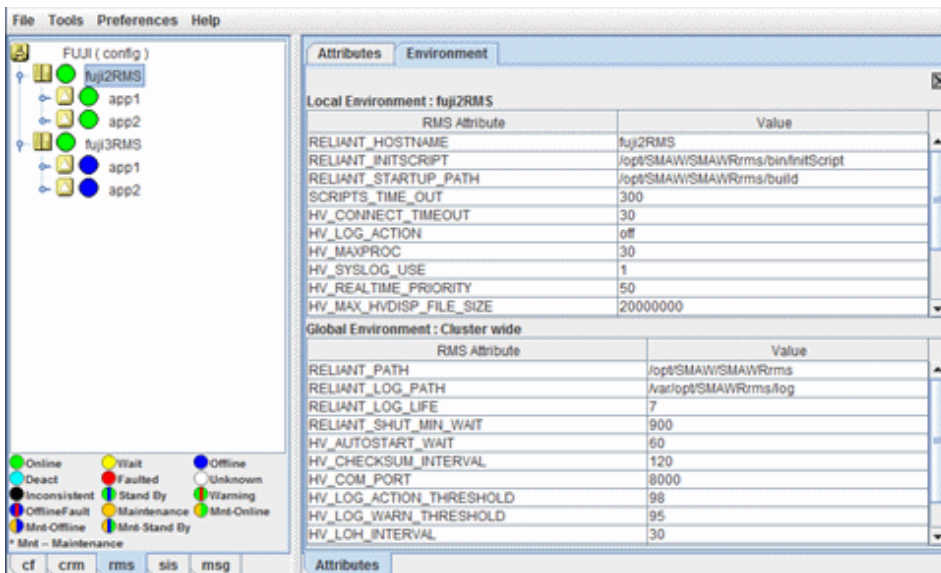 File Tools Preferences Help
FUJI ( config )
fuji2RMS
app1
app2
fuji3RMS
app1
app2
Online Wait Offline
Deact Faulted Unknown
Inconsistent Stand By Warning
OfflineFault Maintenance Mnt-Online
Mnt-Offline Mnt-Stand By
* Mnt -- Maintenance
cf crm rms sis msg
Attributes Environment
Local Environment : fuji2RMS
RMS Attribute Value
RELIANT_HOSTNAME fuji2RMS
RELIANT_INITSCRIPT /opt/SMAW/SMAWRrms/bin/InitScript
RELIANT_STARTUP_PATH /opt/SMAW/SMAWRrms/build
SCRIPTS_TIME_OUT 300
HV_CONNECT_TIMEOUT 30
HV_LOG_ACTION off
HV_MAXPROC 30
HV_SYSLOG_USE 1
HV_REALTIME_PRIORITY 50
HV_MAX_HVDISP_FILE_SIZE 20000000
Global Environment : Cluster wide
RMS Attribute Value
RELIANT_PATH /opt/SMAW/SMAWRrms
RELIANT_LOG_PATH /var/opt/SMAWRrms/log
RELIANT_LOG_LIFE 7
RELIANT_SHUT_MIN_WAIT 900
HV_AUTOSTART_WAIT 60
HV_CHECKSUM_INTERVAL 120
HV_COM_PORT 8000
HV_LOG_ACTION_THRESHOLD 98
HV_LOG_WARN_THRESHOLD 95
HV_LOH_INTERVAL 30
Attributes